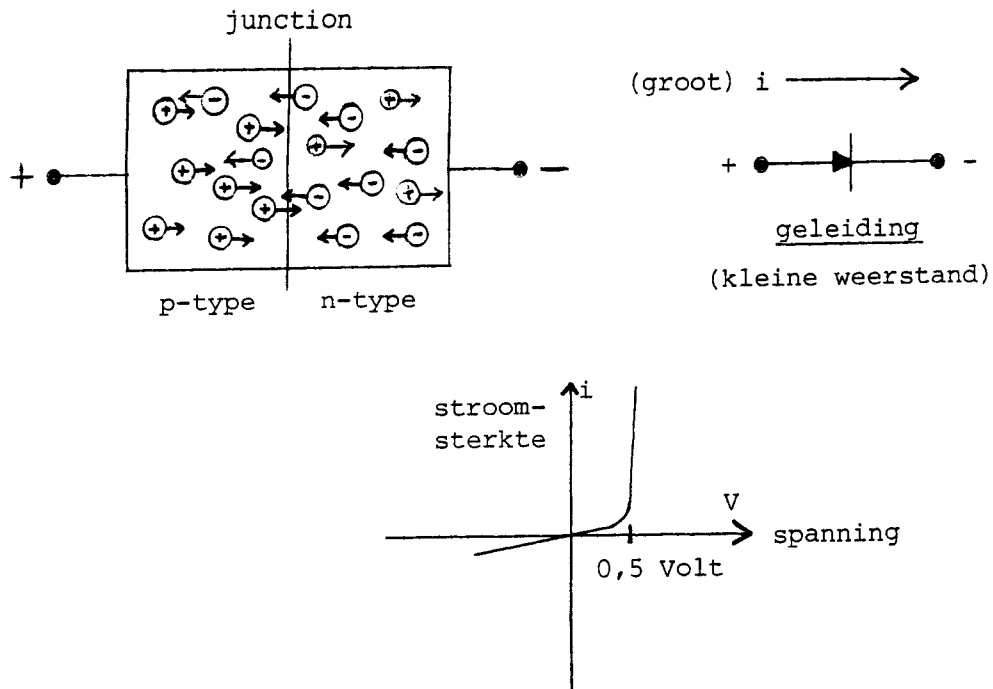 junction
+
-
p-type n-type
(groot) i
+ -
geleiding
(kleine weerstand)
stroom-
sterkte
i
V
spanning
0,5 Volt